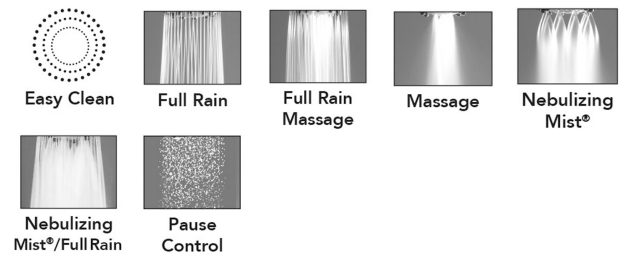 Easy Clean
Full Rain
Full Rain
Massage
Massage
Nebulizing
Mist®
Nebulizing
Mist®/Full Rain
Pause
Control